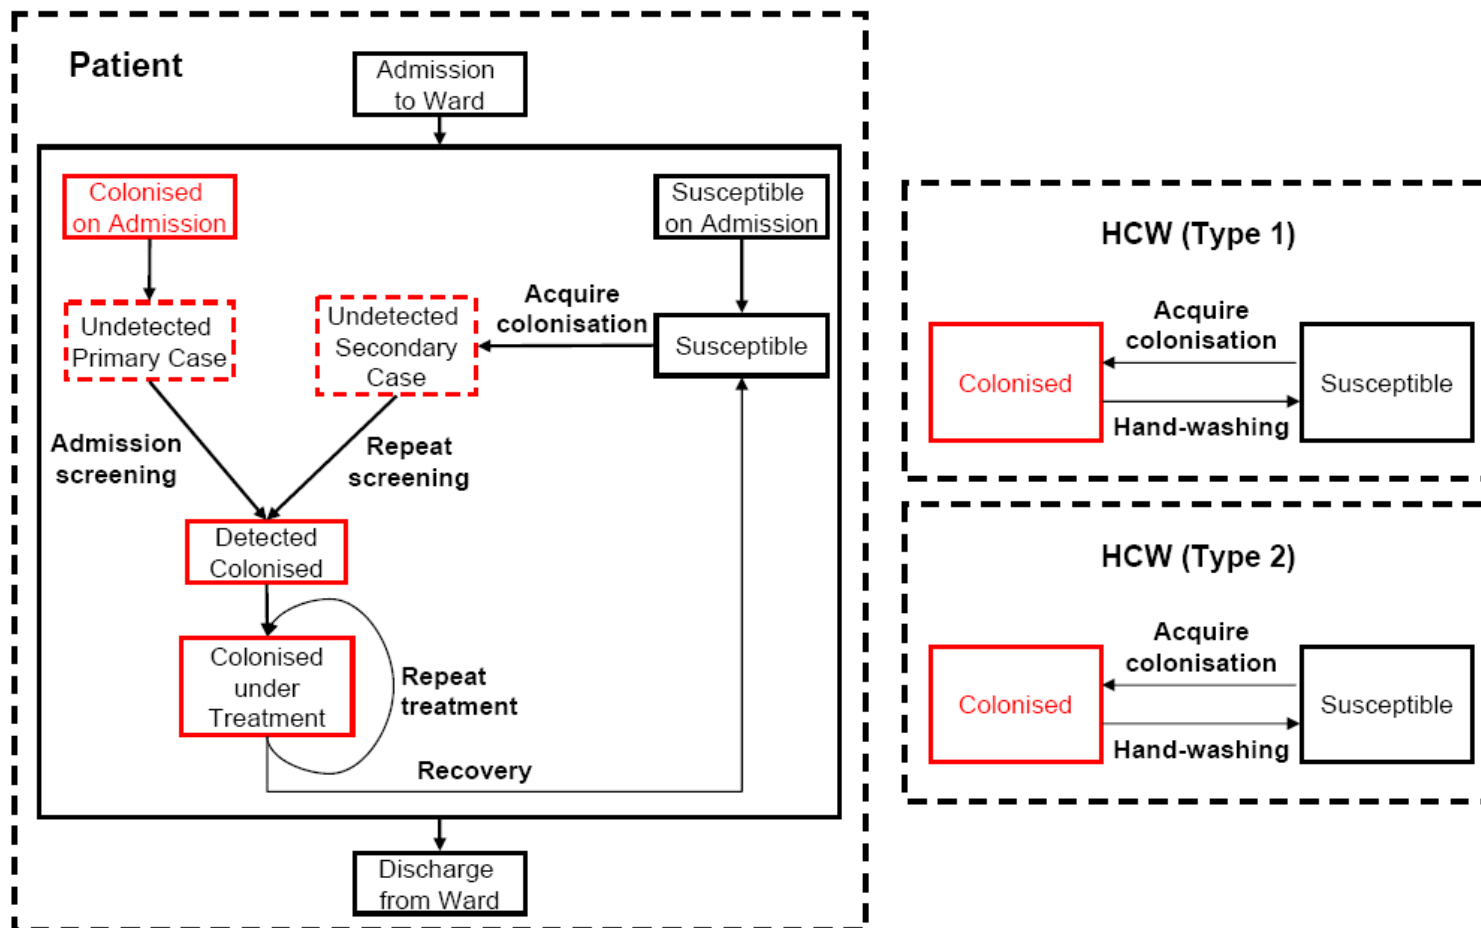 Patient
Admission
to Ward
Colonised
on Admission
Susceptible
on Admission
Undetected
Primary Case
Undetected
Secondary
Case
Acquire
colonisation
Susceptible
Admission
screening
Repeat
screening
Detected
Colonised
Colonised
under
Treatment
Repeat
treatment
Recovery
Discharge
from Ward
HCW (Type 1)
Colonised
Acquire
colonisation
Hand-washing
Susceptible
HCW (Type 2)
Colonised
Acquire
colonisation
Hand-washing
Susceptible